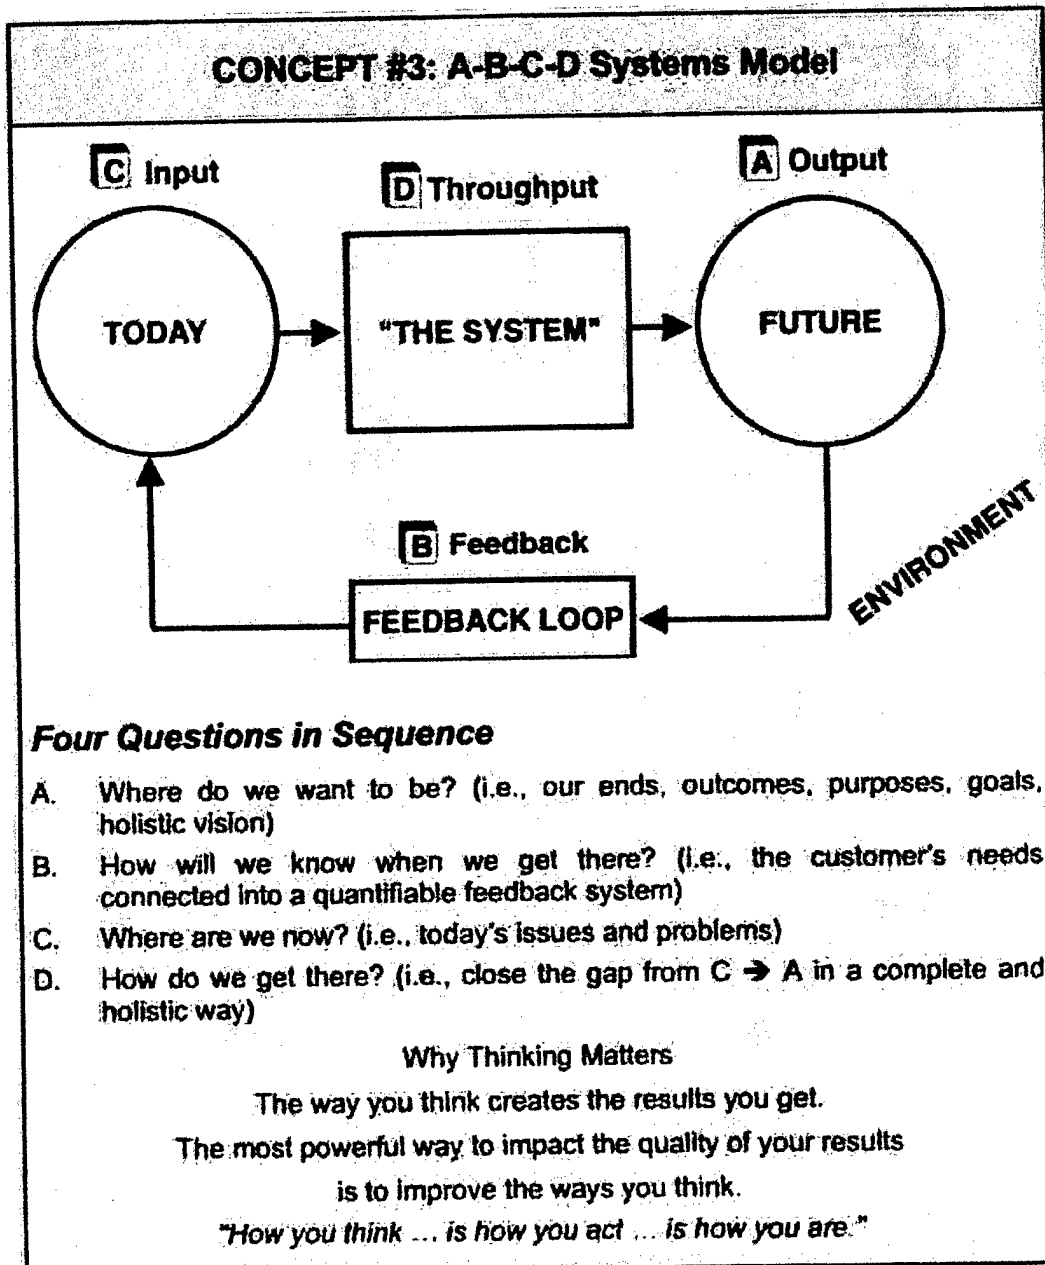 CONCEPT #3: A-B-C-D Systems Model
C Input
D Throughput
A Output
TODAY
"THE SYSTEM"
FUTURE
B Feedback
ENVIRONMENT
FEEDBACK LOOP
Four Questions in Sequence
A. Where do we want to be? (i.e., our ends, outcomes, purposes, goals,
holistic vision)
B. How will we know when we get there? (i.e., the customer's needs
connected into a quantifiable feedback system)
C. Where are we now? (i.e., today's issues and problems)
D. How do we get there? (i.e., close the gap from C ➔ A in a complete and
holistic way)
Why Thinking Matters
The way you think creates the results you get.
The most powerful way to impact the quality of your results
is to improve the ways you think.
"How you think ... is how you act ... is how you are."